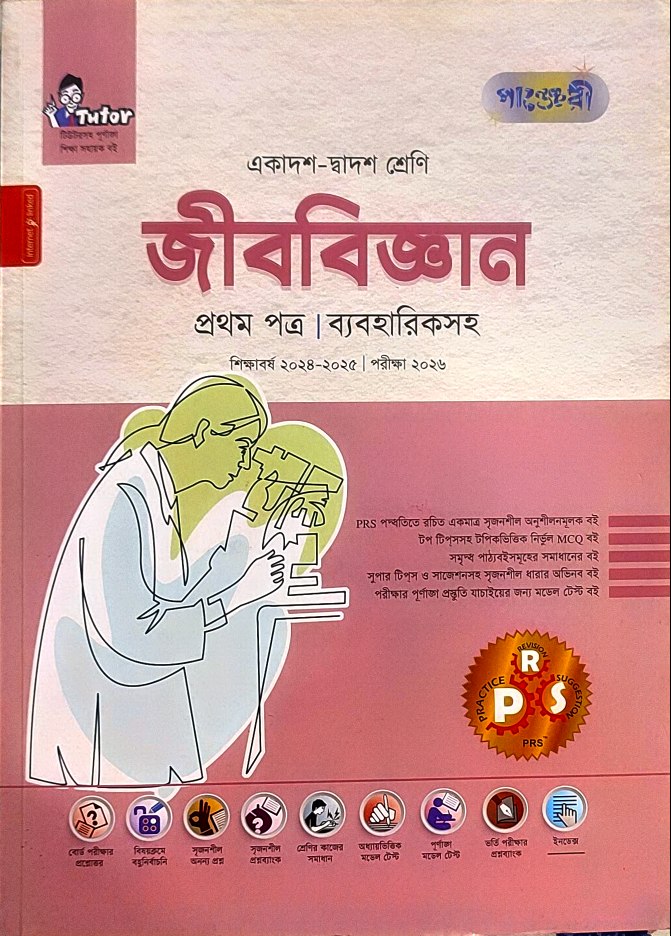 Tutor
টিউটরসহ পূর্ণাঙ্গ
শিক্ষা সহায়ক বই
পাঞ্জেরী
internet linked
একাদশ-দ্বাদশ শ্রেণি
জীববিজ্ঞান
প্রথম পত্র | ব্যবহারিকসহ
শিক্ষাবর্ষ ২০২৪-২০২৫ | পরীক্ষা ২০২৬
PRS পদ্ধতিতে রচিত একমাত্র সৃজনশীল অনুশীলনমূলক বই
টপ টিপ্‌সসহ টপিকভিত্তিক নির্ভুল MCQ বই
সমৃদ্ধ পাঠ্যবইসমূহের সমাধানের বই
সুপার টিপ্‌স ও সাজেশনসহ সৃজনশীল ধারার অভিনব বই
পরীক্ষার পূর্ণাঙ্গ প্রস্তুতি যাচাইয়ের জন্য মডেল টেস্ট বই
PRACTICE REVISION SUGGESTION
P R S
PRS
বোর্ড পরীক্ষার
প্রশ্নোত্তর
বিষয়ক্রমে
বহুনির্বাচনি
সৃজনশীল
অনন্য প্রশ্ন
সৃজনশীল
প্রশ্নব্যাংক
শ্রেণির কাজের
সমাধান
অধ্যায়ভিত্তিক
মডেল টেস্ট
পূর্ণাঙ্গ
মডেল টেস্ট
ভর্তি পরীক্ষার
প্রশ্নব্যাংক
ইনডেক্স